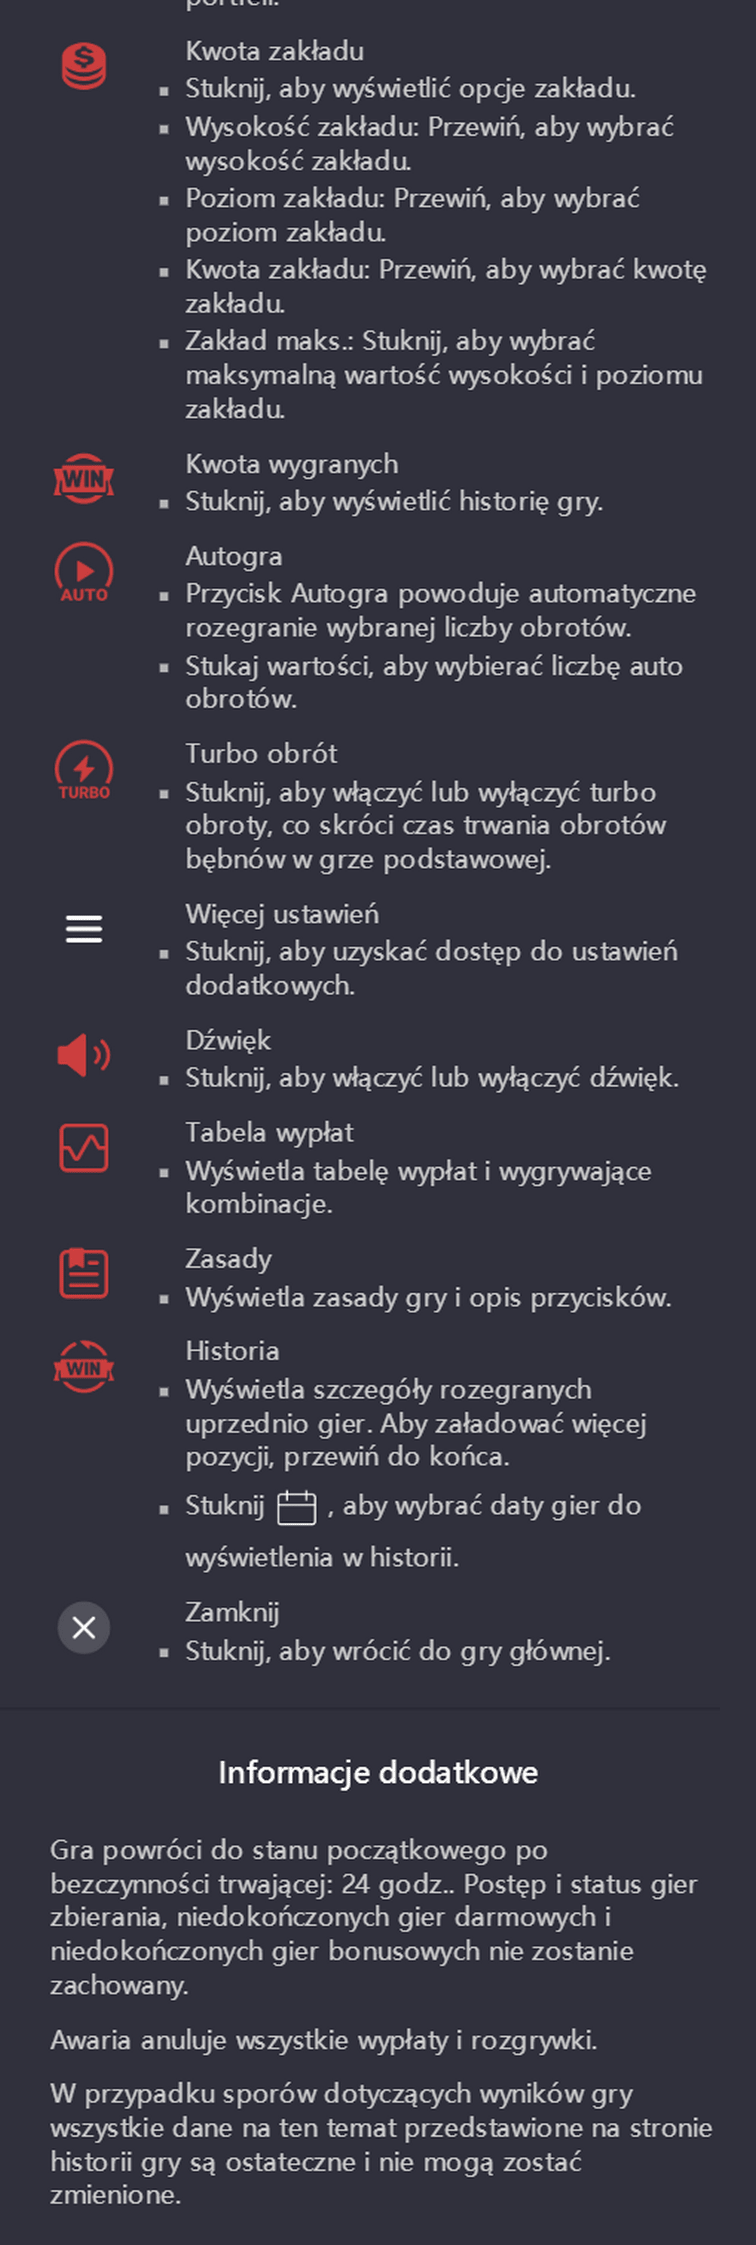 portfeli.
Kwota zakładu
▪ Stuknij, aby wyświetlić opcje zakładu.
▪ Wysokość zakładu: Przewiń, aby wybrać
wysokość zakładu.
▪ Poziom zakładu: Przewiń, aby wybrać
poziom zakładu.
▪ Kwota zakładu: Przewiń, aby wybrać kwotę
zakładu.
▪ Zakład maks.: Stuknij, aby wybrać
maksymalną wartość wysokości i poziomu
zakładu.
WIN
Kwota wygranych
▪ Stuknij, aby wyświetlić historię gry.
AUTO
Autogra
▪ Przycisk Autogra powoduje automatyczne
rozegranie wybranej liczby obrotów.
▪ Stukaj wartości, aby wybierać liczbę auto
obrotów.
TURBO
Turbo obrót
▪ Stuknij, aby włączyć lub wyłączyć turbo
obroty, co skróci czas trwania obrotów
bębnów w grze podstawowej.
Więcej ustawień
▪ Stuknij, aby uzyskać dostęp do ustawień
dodatkowych.
Dźwięk
▪ Stuknij, aby włączyć lub wyłączyć dźwięk.
Tabela wypłat
▪ Wyświetla tabelę wypłat i wygrywające
kombinacje.
Zasady
▪ Wyświetla zasady gry i opis przycisków.
WIN
Historia
▪ Wyświetla szczegóły rozegranych
uprzednio gier. Aby załadować więcej
pozycji, przewiń do końca.
▪ Stuknij , aby wybrać daty gier do
wyświetlenia w historii.
Zamknij
▪ Stuknij, aby wrócić do gry głównej.
Informacje dodatkowe
Gra powróci do stanu początkowego po
bezczynności trwającej: 24 godz.. Postęp i status gier
zbierania, niedokończonych gier darmowych i
niedokończonych gier bonusowych nie zostanie
zachowany.
Awaria anuluje wszystkie wypłaty i rozgrywki.
W przypadku sporów dotyczących wyników gry
wszystkie dane na ten temat przedstawione na stronie
historii gry są ostateczne i nie mogą zostać
zmienione.